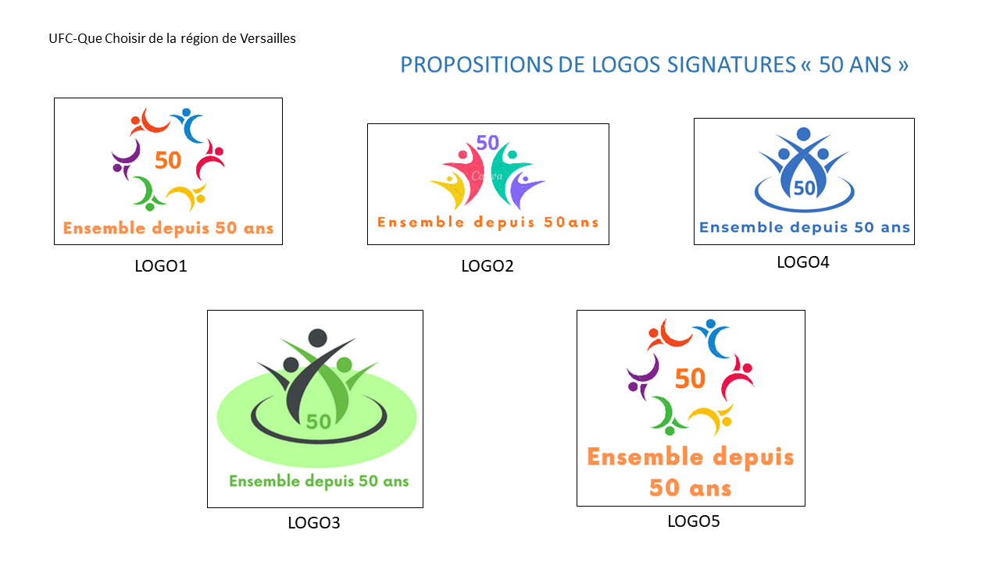 UFC-Que Choisir de la région de Versailles
PROPOSITIONS DE LOGOS SIGNATURES « 50 ANS »
50
Ensemble depuis 50 ans
LOGO1
50
Canva
Ensemble depuis 50ans
LOGO2
50
Ensemble depuis 50 ans
LOGO4
50
Ensemble depuis 50 ans
LOGO3
50
Ensemble depuis
50 ans
LOGO5